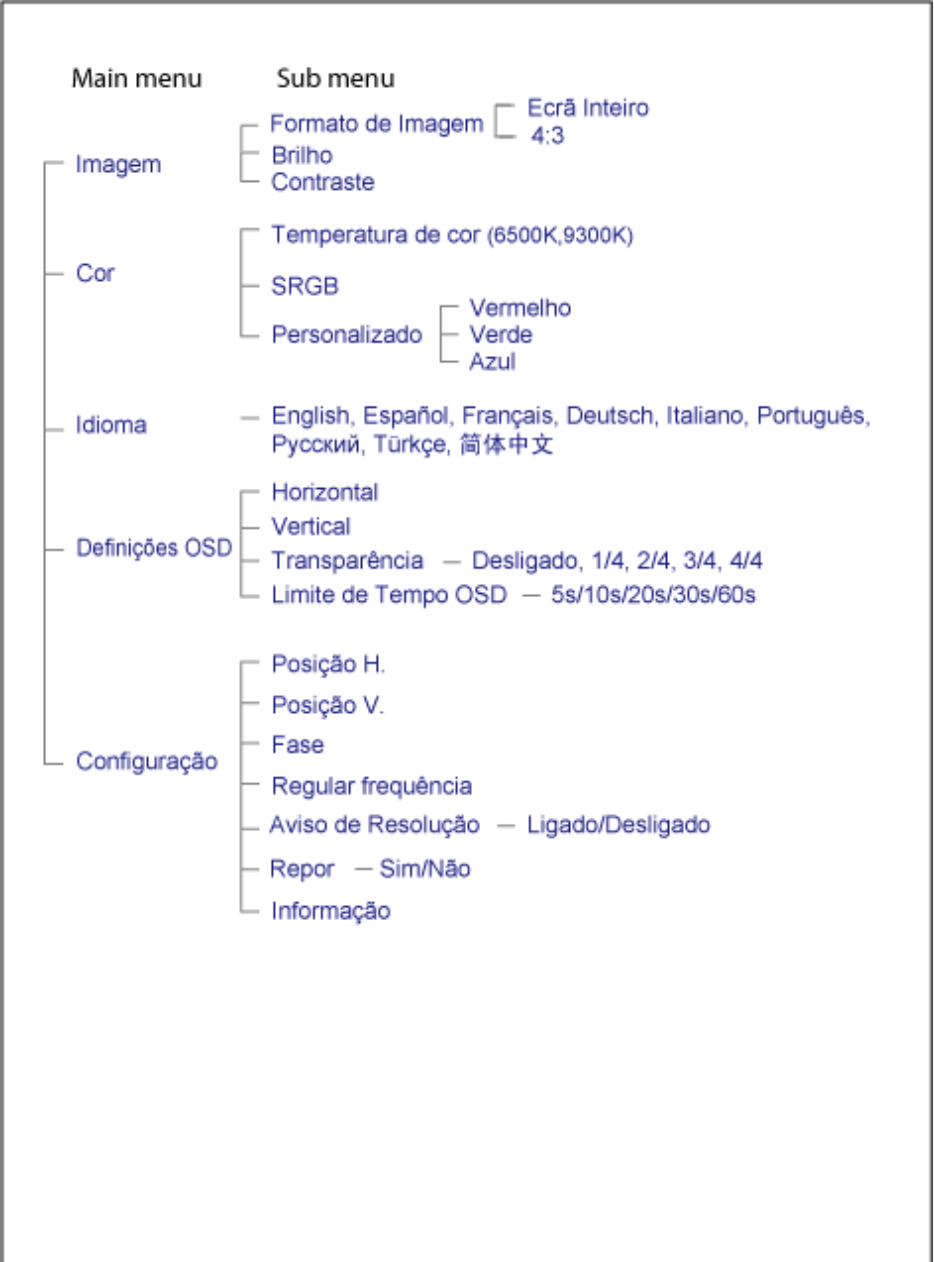 Main menu Sub menu
Formato de Imagem Ecrã Inteiro
4:3
Imagem Brilho
Contraste
Temperatura de cor (6500K,9300K)
Cor SRGB
Personalizado Vermelho
Verde
Azul
Idioma English, Español, Français, Deutsch, Italiano, Português,
Русский, Türkçe, 简体中文
Horizontal
Vertical
Definições OSD Transparência — Desligado, 1/4, 2/4, 3/4, 4/4
Limite de Tempo OSD — 5s/10s/20s/30s/60s
Posição H.
Posição V.
Fase
Configuração Regular frequência
Aviso de Resolução — Ligado/Desligado
Repor — Sim/Não
Informação